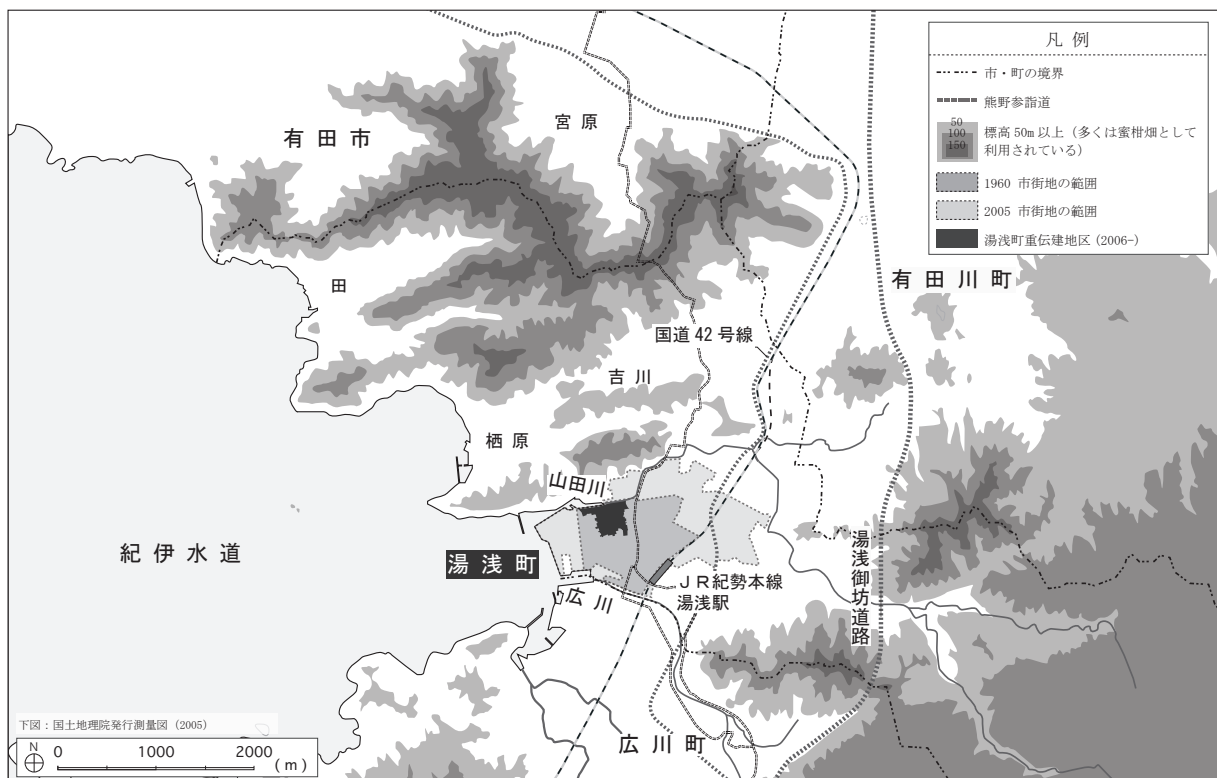 凡例
市・町の境界
熊野参詣道
50
100
150
標高50m以上（多くは蜜柑畑として
利用されている）
1960 市街地の範囲
2005 市街地の範囲
湯浅町重伝建地区 (2006-)
宮原
有田市
田
有田川町
国道42号線
吉川
栖原
山田川
紀伊水道
湯浅町
広川
ＪＲ紀勢本線
湯浅駅
湯浅御坊道路
広川町
下図：国土地理院発行測量図（2005）
N
0 1000 2000
(m)